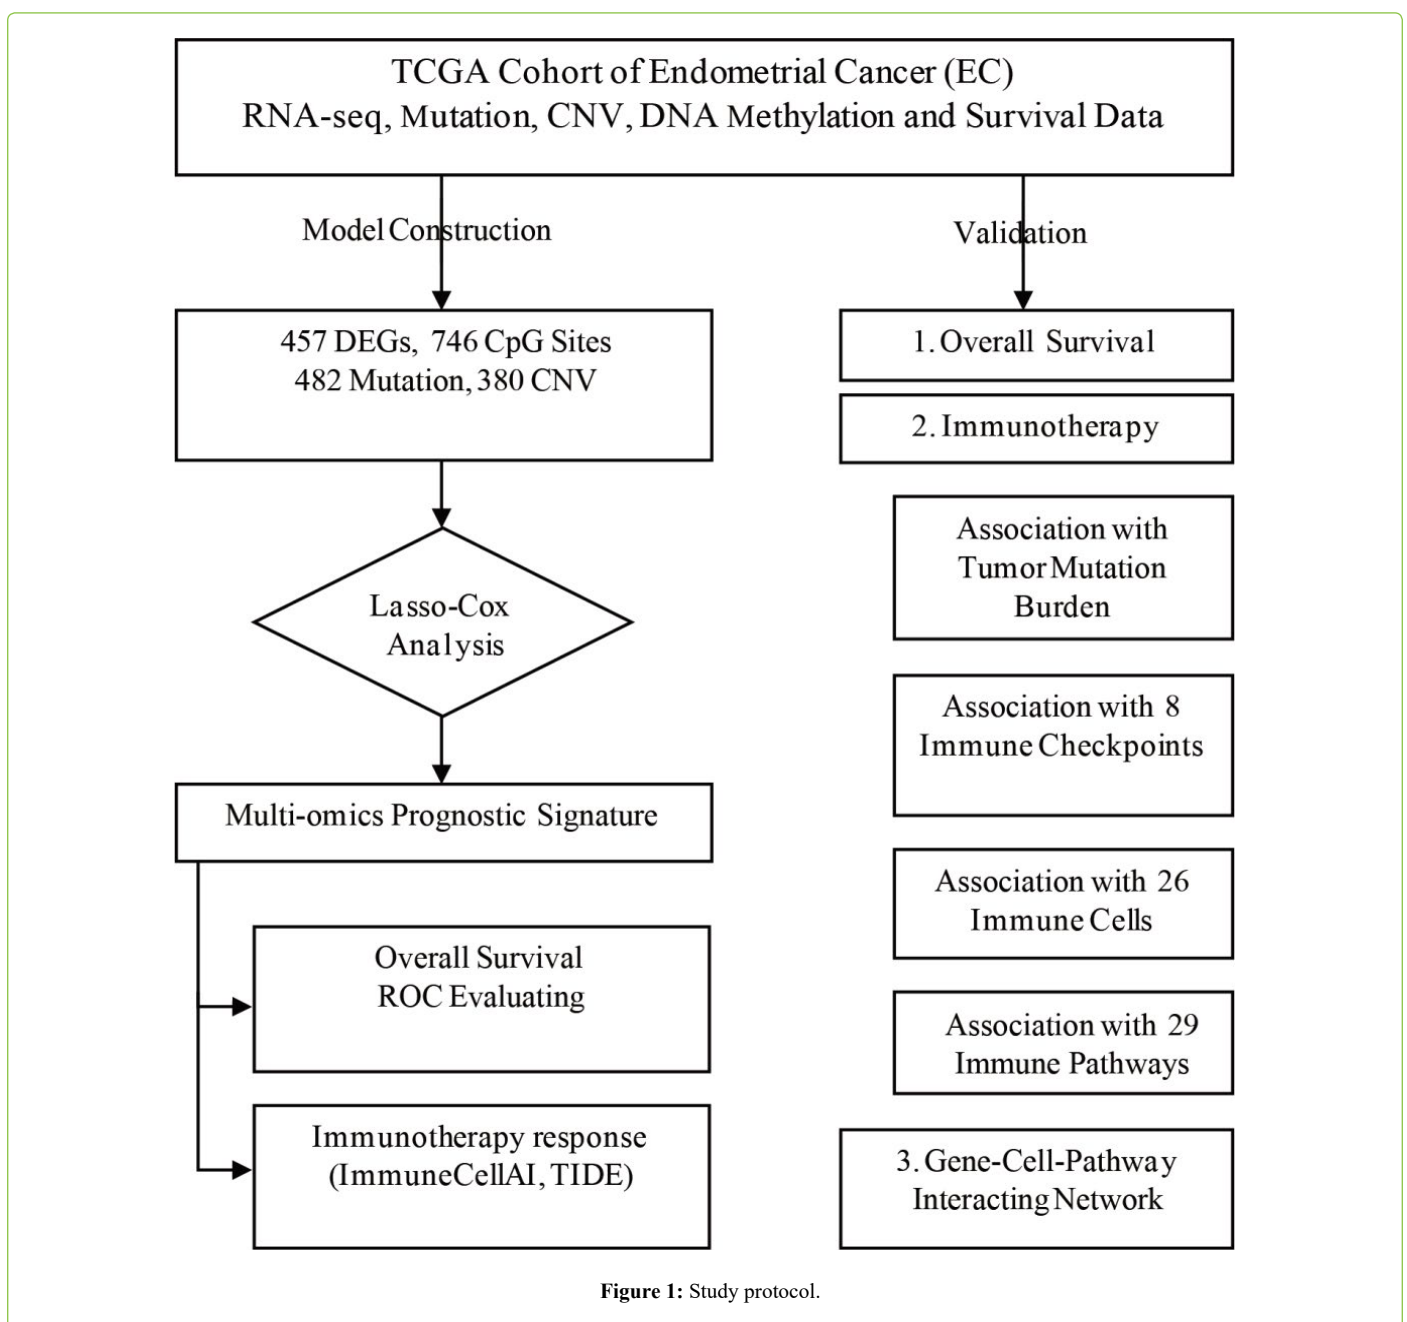 TCGA Cohort of Endometrial Cancer (EC)
RNA-seq, Mutation, CNV, DNA Methylation and Survival Data
Model Construction
457 DEGs, 746 CpG Sites
482 Mutation, 380 CNV
Lasso-Cox
Analysis
Multi-omics Prognostic Signature
Overall Survival
ROC Evaluating
Immunotherapy response
(ImmuneCellAI, TIDE)
Validation
1. Overall Survival
2. Immunotherapy
Association with
Tumor Mutation
Burden
Association with 8
Immune Checkpoints
Association with 26
Immune Cells
Association with 29
Immune Pathways
3. Gene-Cell-Pathway
Interacting Network
Figure 1: Study protocol.